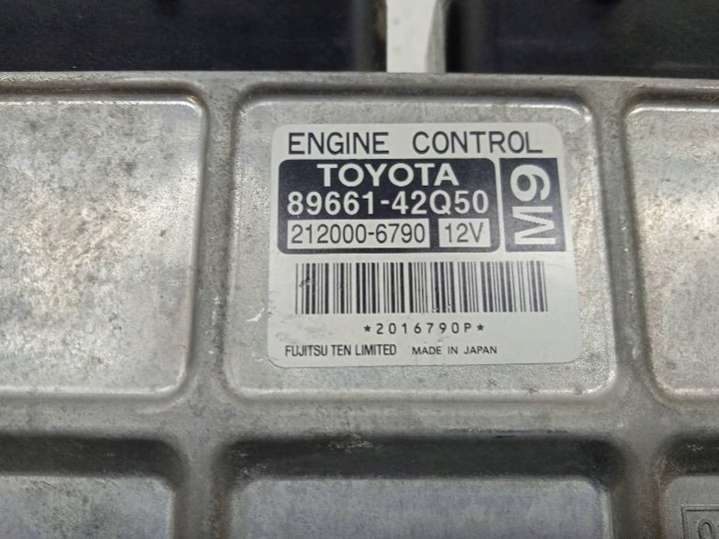 ENGINE CONTROL
TOYOTA
89661-42Q50
212000-6790 12V
M9
*2016790P*
FUJITSU TEN LIMITED MADE IN JAPAN